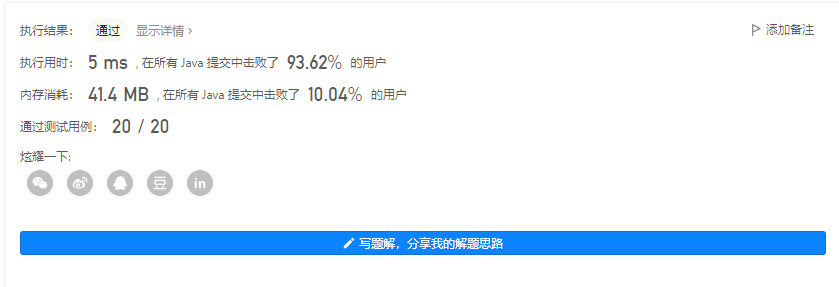 执行结果： 通过 显示详情 › 添加备注
执行用时： 5 ms , 在所有 Java 提交中击败了 93.62% 的用户
内存消耗： 41.4 MB , 在所有 Java 提交中击败了 10.04% 的用户
通过测试用例： 20 / 20
炫耀一下:
豆 in
写题解，分享我的解题思路